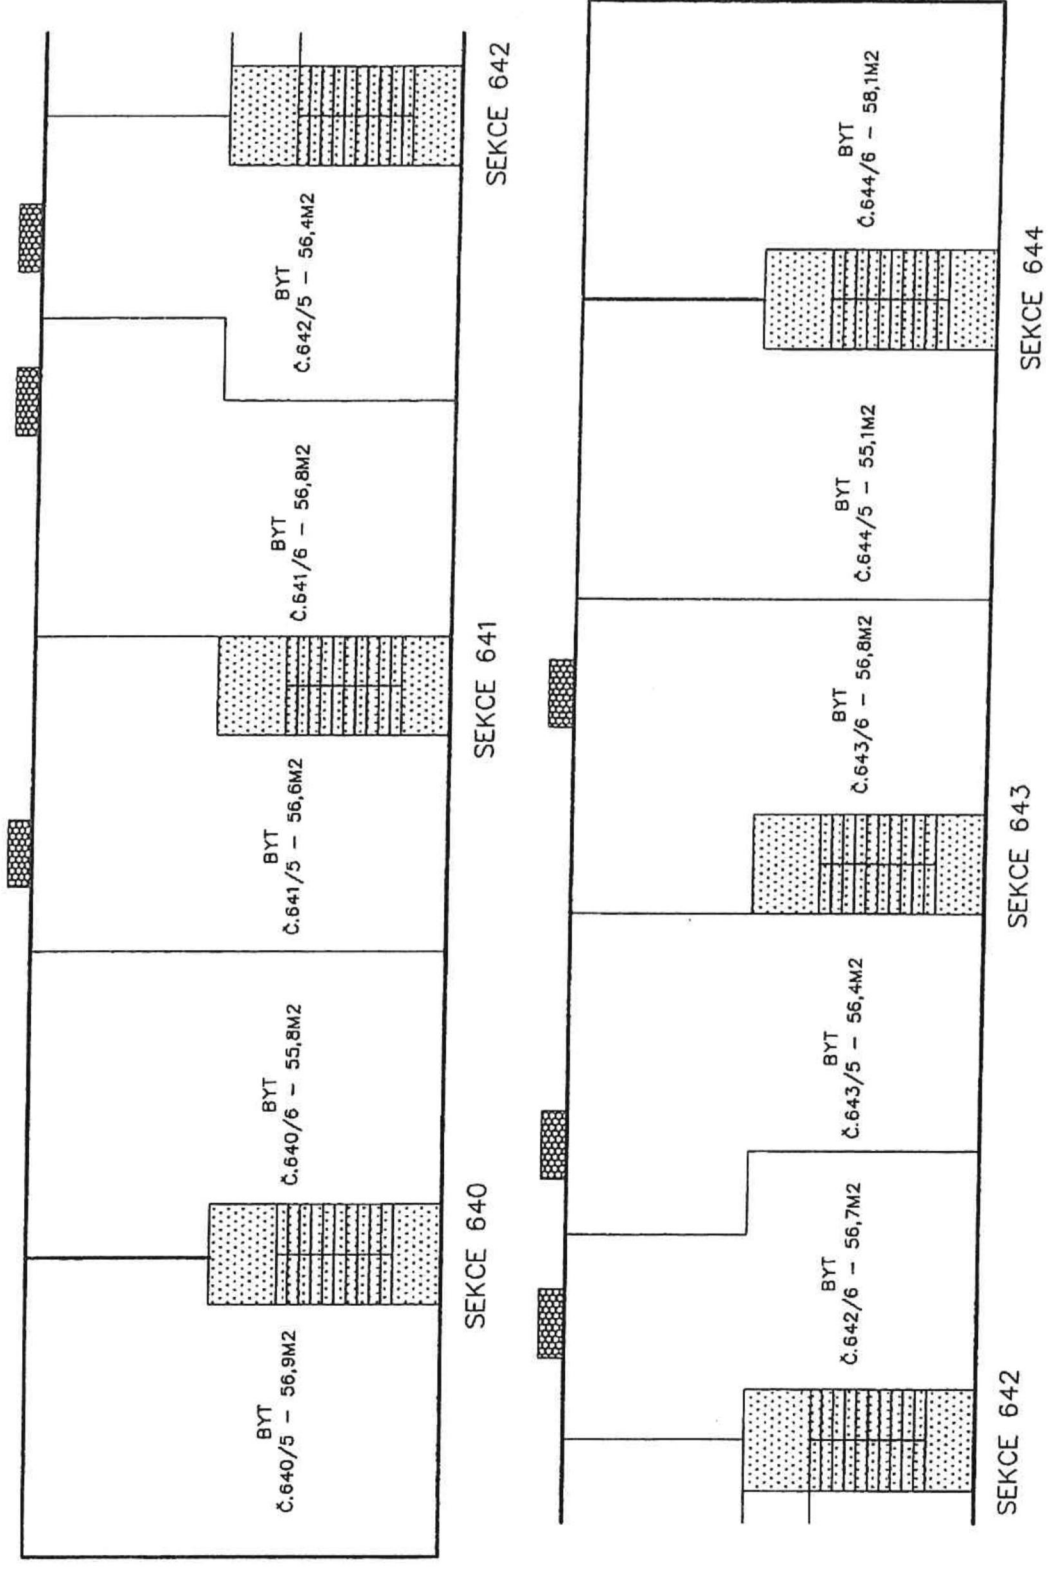 BYT
Č.640/5 – 56,9M2
BYT
Č.640/6 – 55,8M2
BYT
Č.641/5 – 56,6M2
BYT
Č.641/6 – 56,8M2
BYT
Č.642/5 – 56,4M2
SEKCE 640
SEKCE 641
SEKCE 642
BYT
Č.642/6 – 56,7M2
BYT
Č.643/5 – 56,4M2
BYT
Č.643/6 – 56,8M2
BYT
Č.644/5 – 55,1M2
BYT
Č.644/6 – 58,1M2
SEKCE 642
SEKCE 643
SEKCE 644